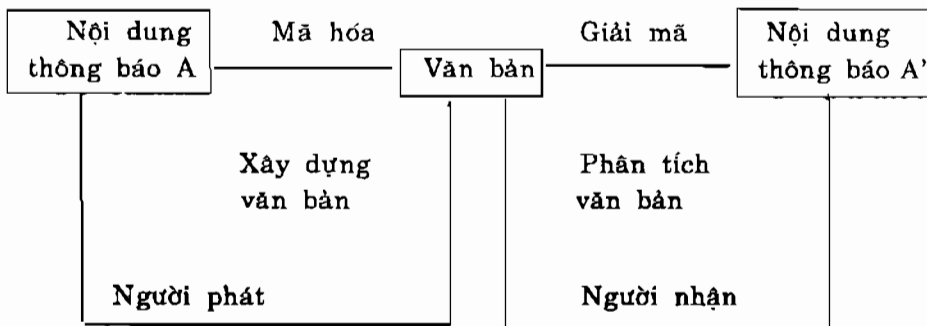 Nội dung
thông báo A
Mã hóa
Văn bản
Giải mã
Nội dung
thông báo A'
Xây dựng
văn bản
Phân tích
văn bản
Người phát
Người nhận